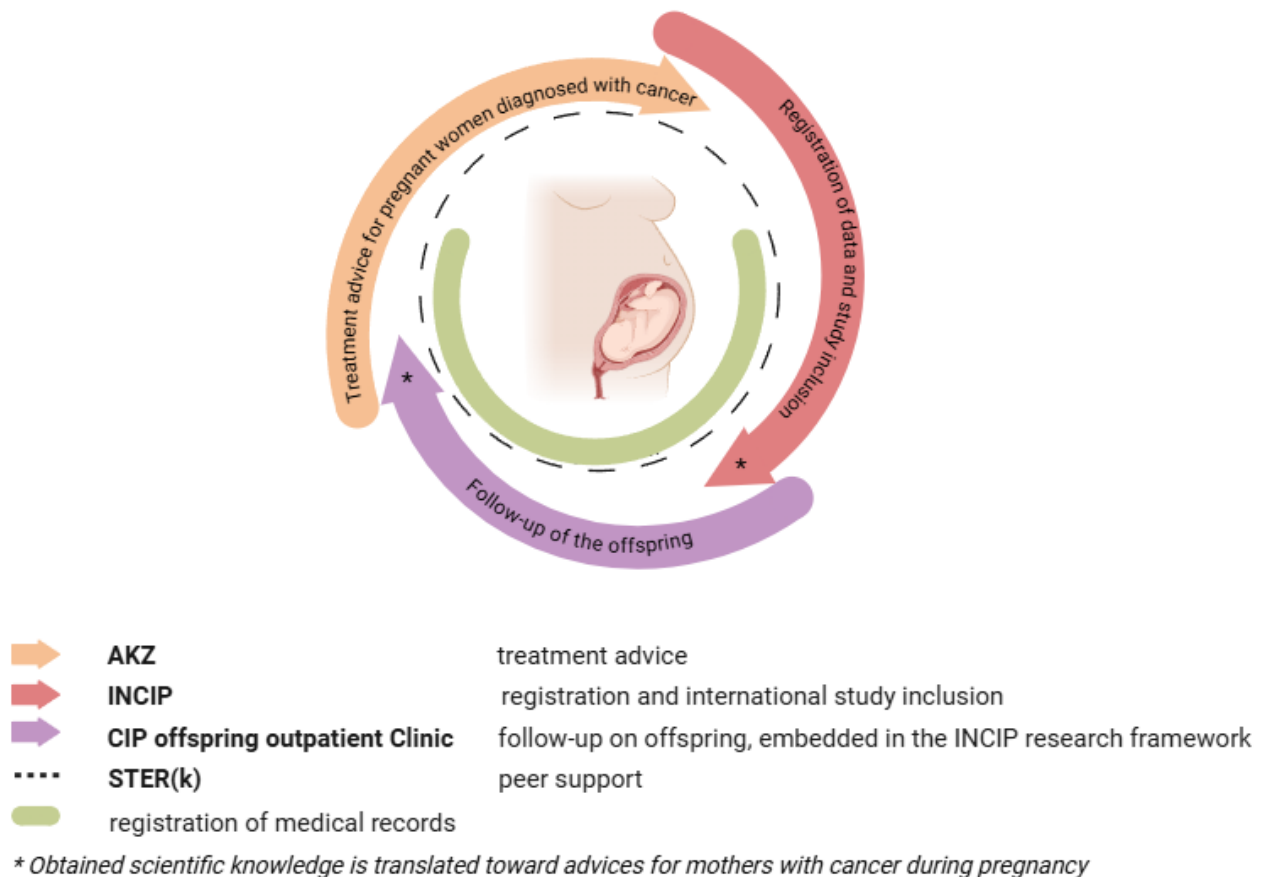 Treatment advice for pregnant women diagnosed with cancer
Registration of data and study inclusion
*
*
Follow-up of the offspring
AKZ treatment advice
INCIP registration and international study inclusion
CIP offspring outpatient Clinic follow-up on offspring, embedded in the INCIP research framework
STER(k) peer support
registration of medical records
* Obtained scientific knowledge is translated toward advices for mothers with cancer during pregnancy